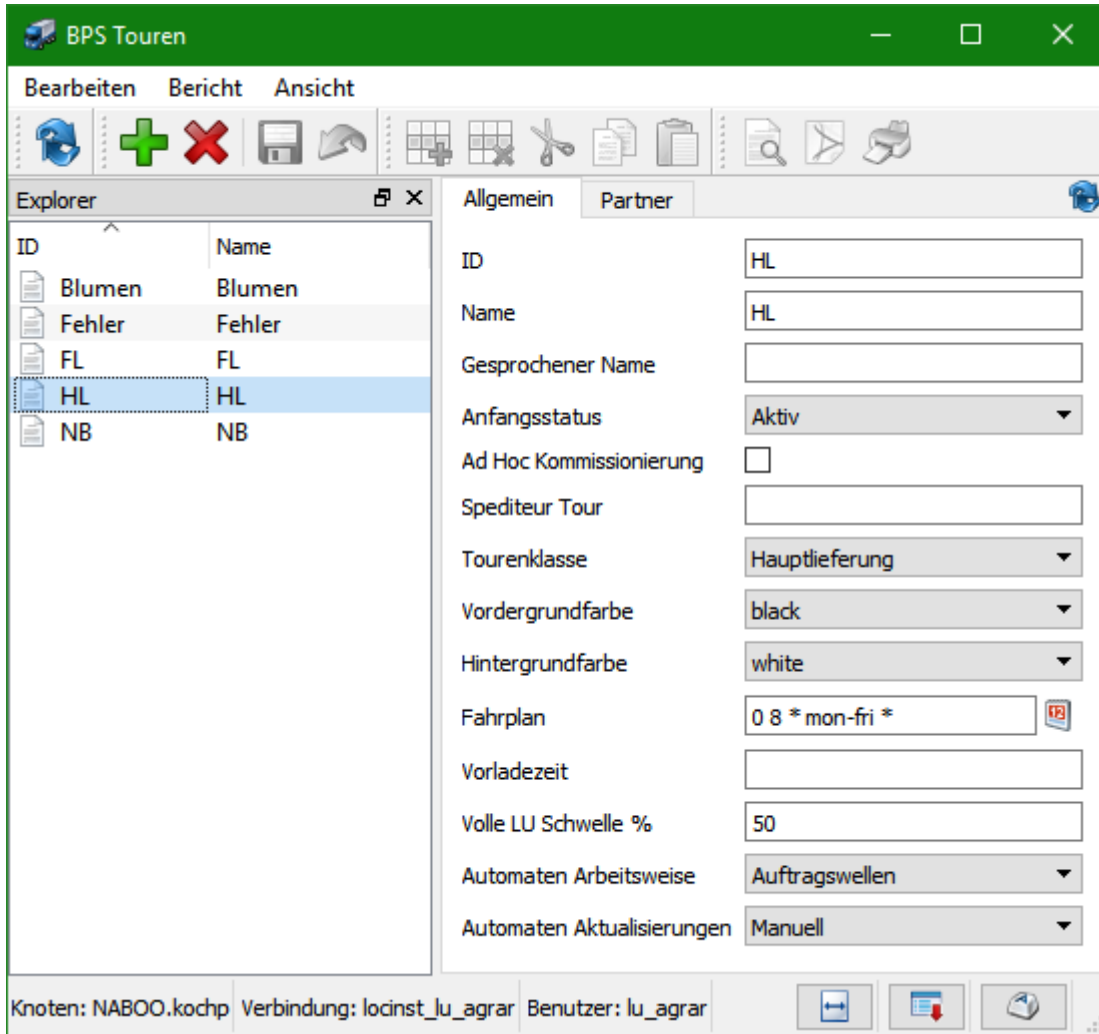 BPS Touren
Bearbeiten Bericht Ansicht
Explorer
ID Name
Blumen Blumen
Fehler Fehler
FL FL
HL HL
NB NB
Allgemein Partner
ID HL
Name HL
Gesprochener Name
Anfangsstatus Aktiv
Ad Hoc Kommissionierung
Spediteur Tour
Tourenklasse Hauptlieferung
Vordergrundfarbe black
Hintergrundfarbe white
Fahrplan 0 8 * mon-fri * 12
Vorladezeit
Volle LU Schwelle % 50
Automaten Arbeitsweise Auftragswellen
Automaten Aktualisierungen Manuell
Knoten: NABOO.kochp Verbindung: locinst_lu_agrar Benutzer: lu_agrar